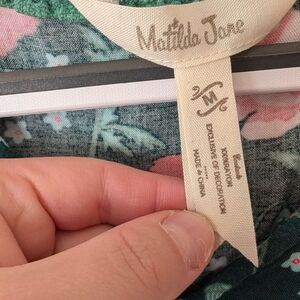 Matilda Jane
M
100%RAYON
EXCLUSIVE OF DECORATION
MADE IN CHINA